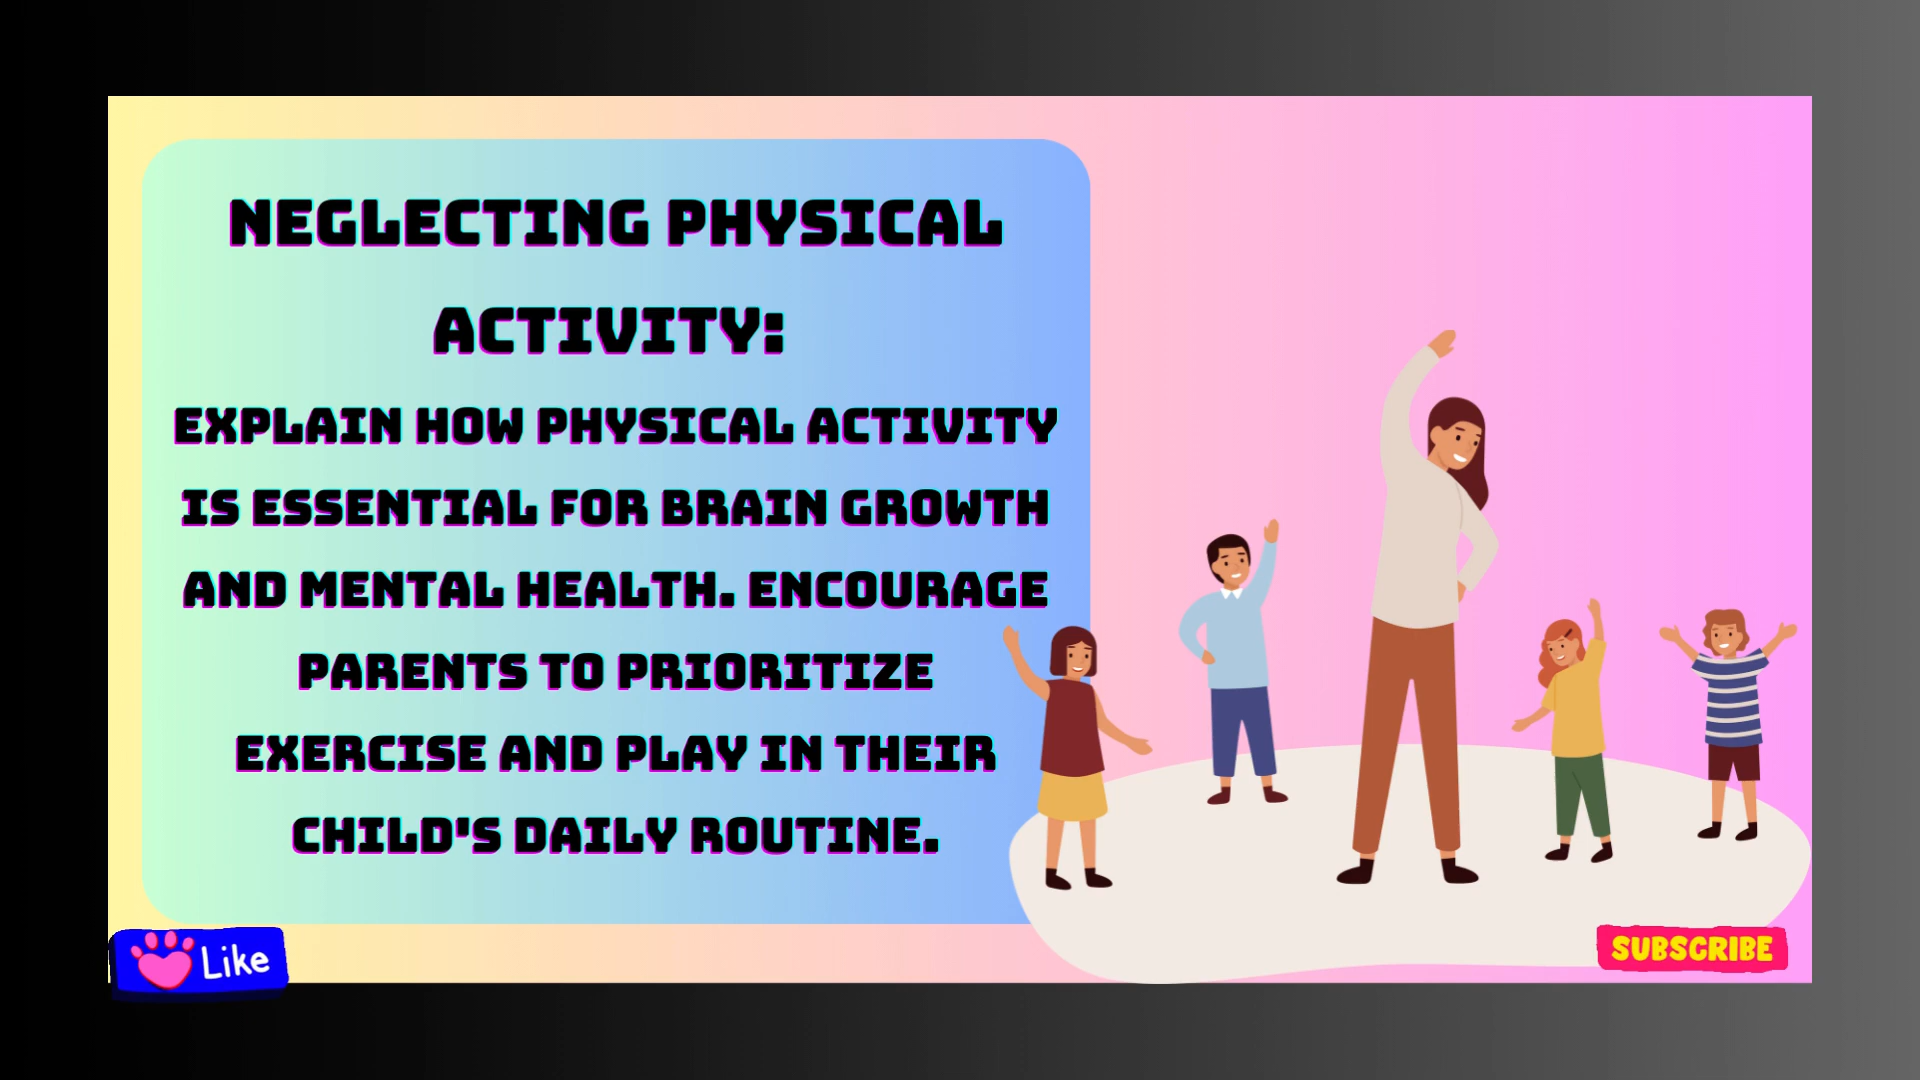 NEGLECTING PHYSICAL
ACTIVITY:
EXPLAIN HOW PHYSICAL ACTIVITY
IS ESSENTIAL FOR BRAIN GROWTH
AND MENTAL HEALTH. ENCOURAGE
PARENTS TO PRIORITIZE
EXERCISE AND PLAY IN THEIR
CHILD'S DAILY ROUTINE.
Like
SUBSCRIBE